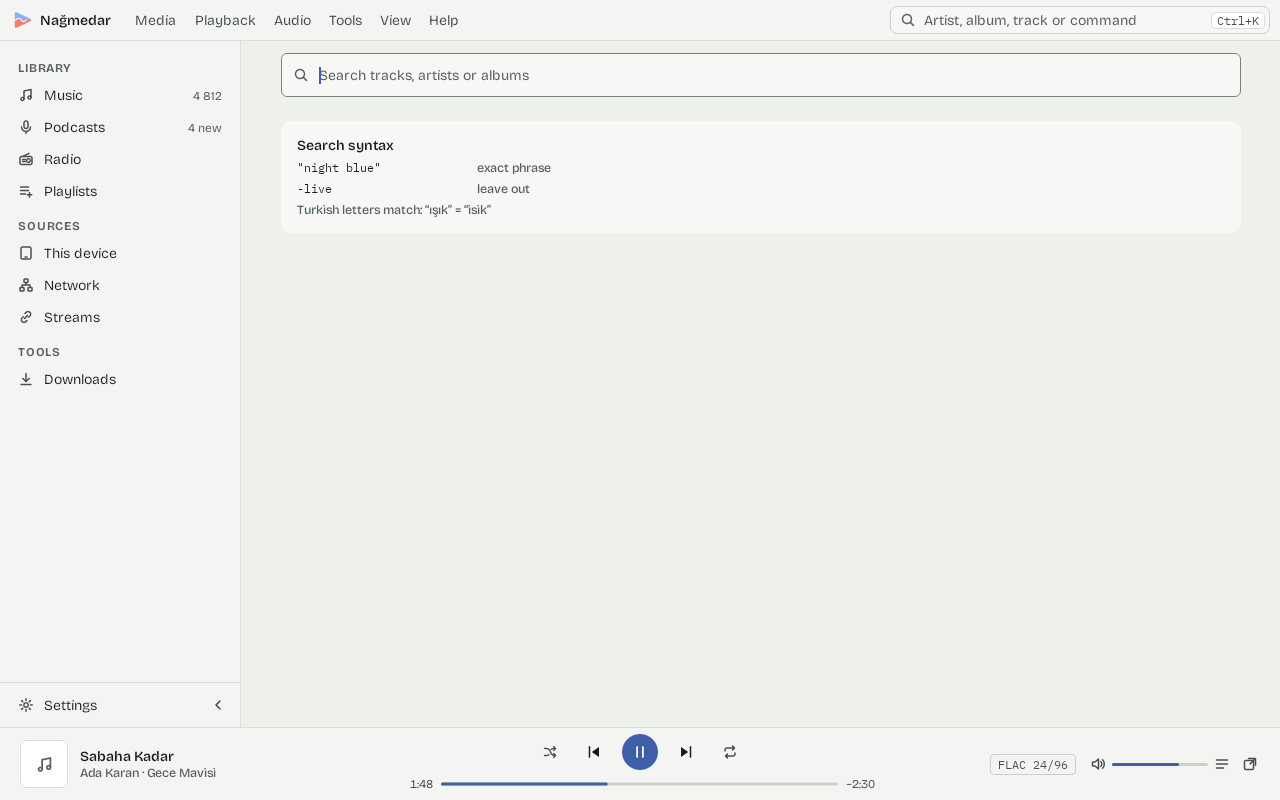 Nağmedar Media Playback Audio Tools View Help Artist, album, track or command Ctrl+K
LIBRARY
Music 4 812
Podcasts 4 new
Radio
Playlists
SOURCES
This device
Network
Streams
TOOLS
Downloads
Settings
Search tracks, artists or albums
Search syntax
"night blue" exact phrase
-live leave out
Turkish letters match: “ışık” = “isik”
Sabaha Kadar
Ada Karan · Gece Mavisi
1:48 −2:30
FLAC 24/96